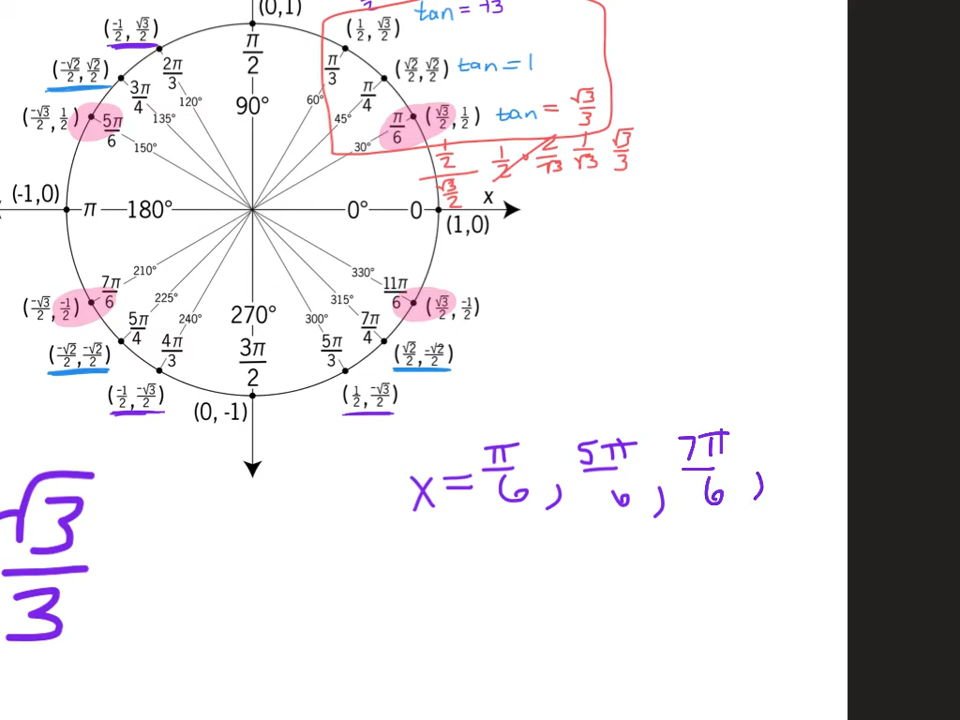 (0,1)
tan = √3
(-1/2, √3/2)
(1/2, √3/2)
π/2
(-√2/2, √2/2)
2π/3
π/3
(√2/2, √2/2) tan = 1
3π/4
120°
90°
60°
π/4
(-√3/2, 1/2)
5π/6
135°
45°
π/6
(√3/2, 1/2) tan = √3/3
150°
30°
1/2 / √3/2
1/2 · 2/√3 1/√3 √3/3
(-1,0)
π 180° 0° 0
x
(1,0)
7π/6
210°
330°
11π/6
(-√3/2, -1/2)
225°
270°
315°
(√3/2, -1/2)
5π/4
240°
300°
7π/4
4π/3
3π/2
5π/3
(-√2/2, -√2/2)
(√2/2, -√2/2)
(-1/2, -√3/2)
(0, -1)
(1/2, -√3/2)
x = π/6, 5π/6, 7π/6,
√3/3